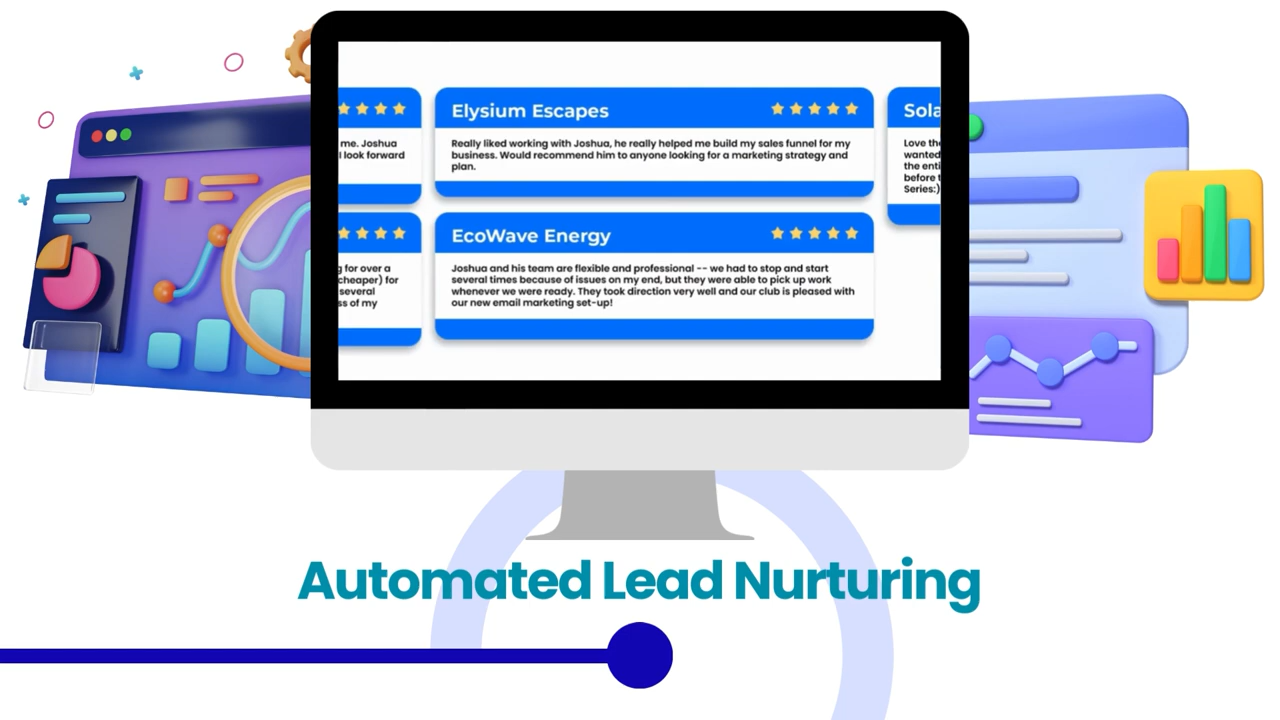 me. Joshua
I look forward
Elysium Escapes
Really liked working with Joshua, he really helped me build my sales funnel for my
business. Would recommend him to anyone looking for a marketing strategy and
plan.
Sola
Love the
wanted
the enti
before t
Series:)
g for over a
cheaper) for
several
ss of my
EcoWave Energy
Joshua and his team are flexible and professional -- we had to stop and start
several times because of issues on my end, but they were able to pick up work
whenever we were ready. They took direction very well and our club is pleased with
our new email marketing set-up!
Automated Lead Nurturing